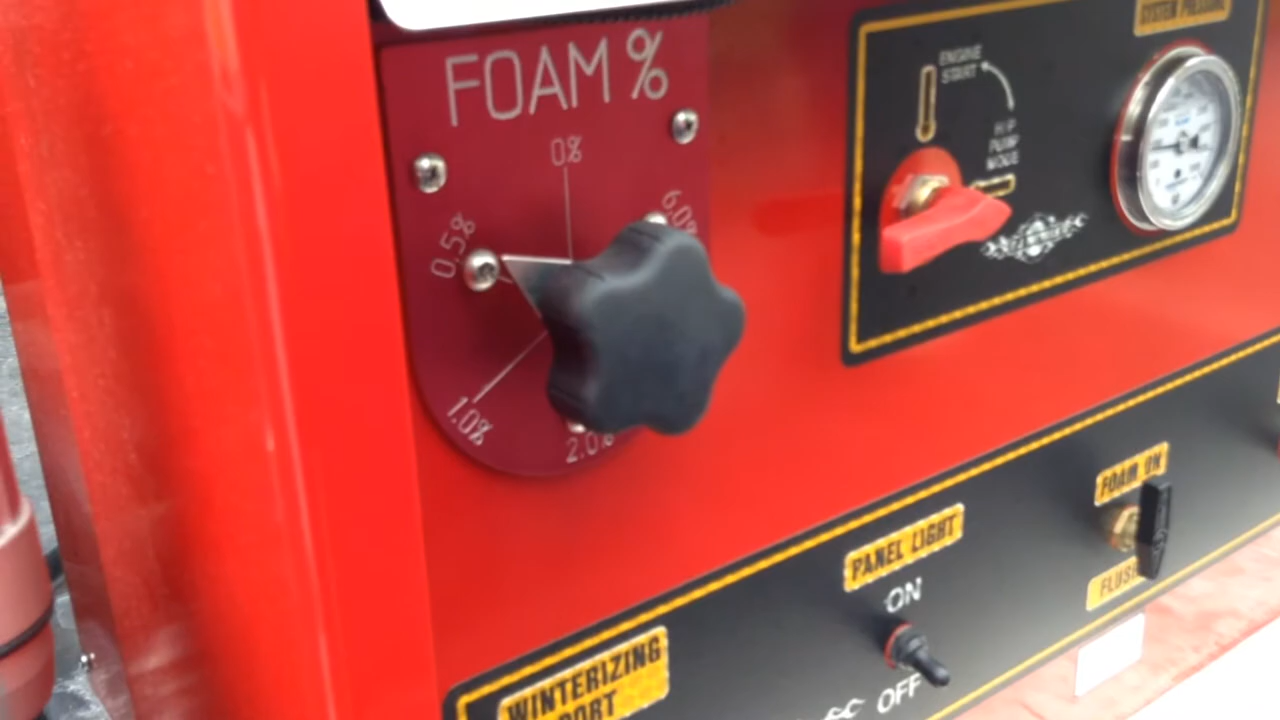 FOAM %
0%
0.5%
6.0%
1.0%
2.0%
ENGINE
START
H/P
PUMP
MODE
SYSTEM PRESSURE
FOAM ON
FLUSH
PANEL LIGHT
ON
OFF
WINTERIZING
PORT